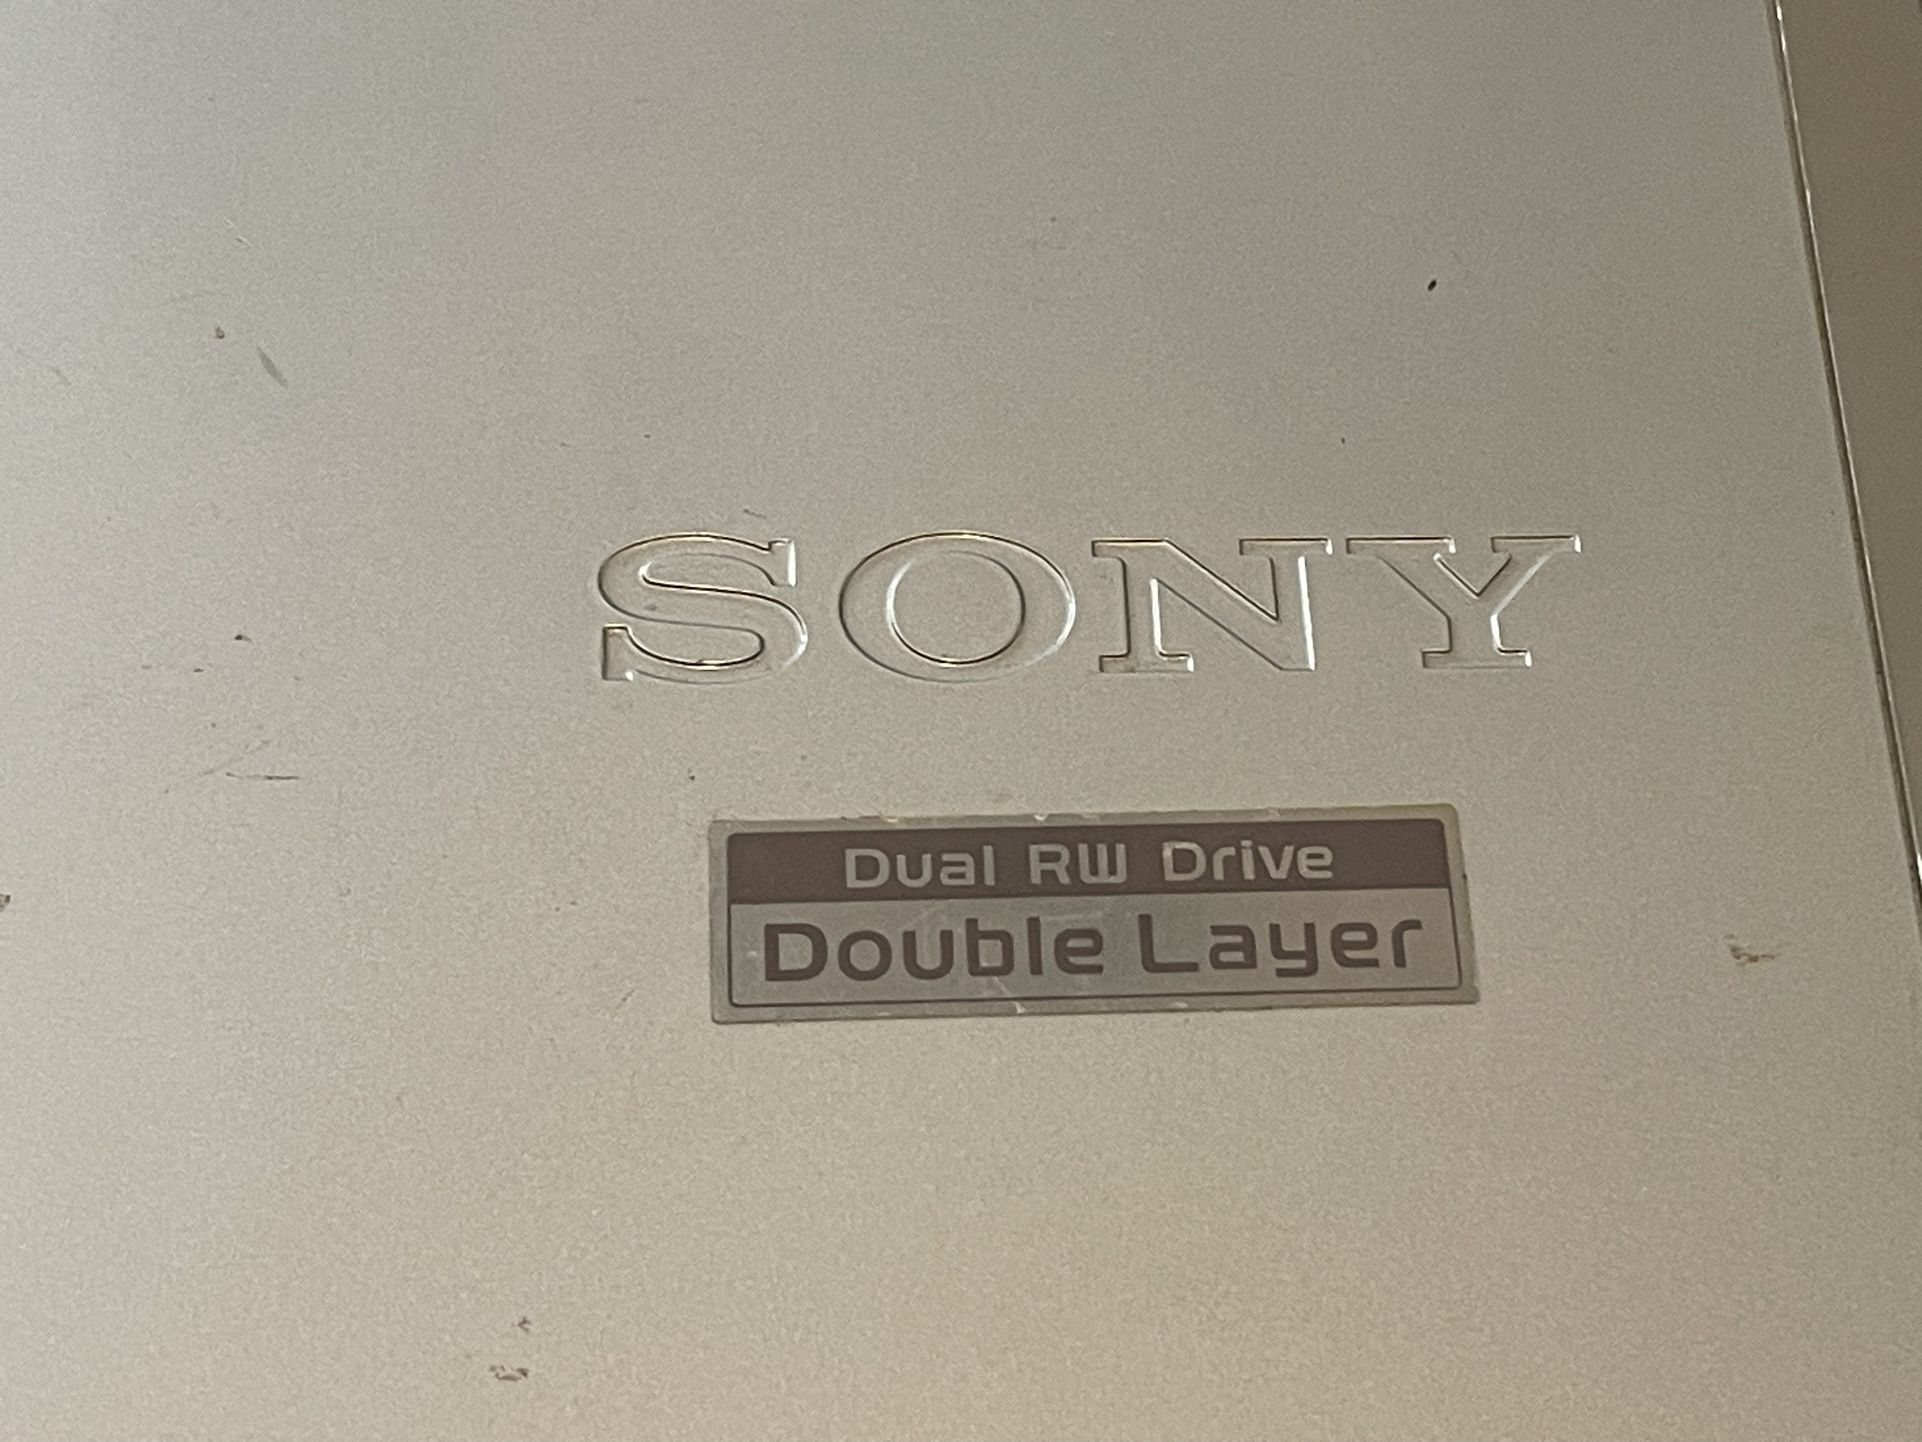 SONY
Dual RW Drive
Double Layer